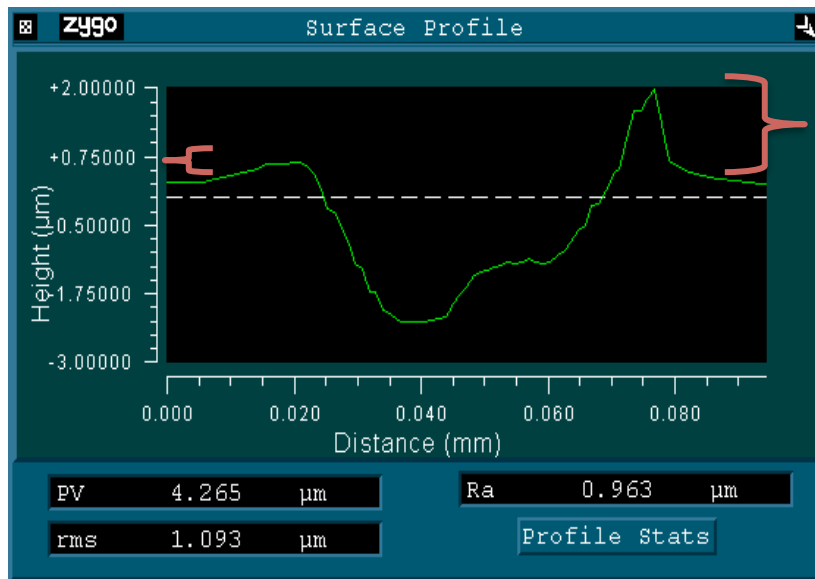 zygo
Surface Profile
+2.00000
+0.75000
-0.50000
-1.75000
-3.00000
Height (µm)
0.000 0.020 0.040 0.060 0.080
Distance (mm)
PV 4.265 µm
Ra 0.963 µm
rms 1.093 µm
Profile Stats